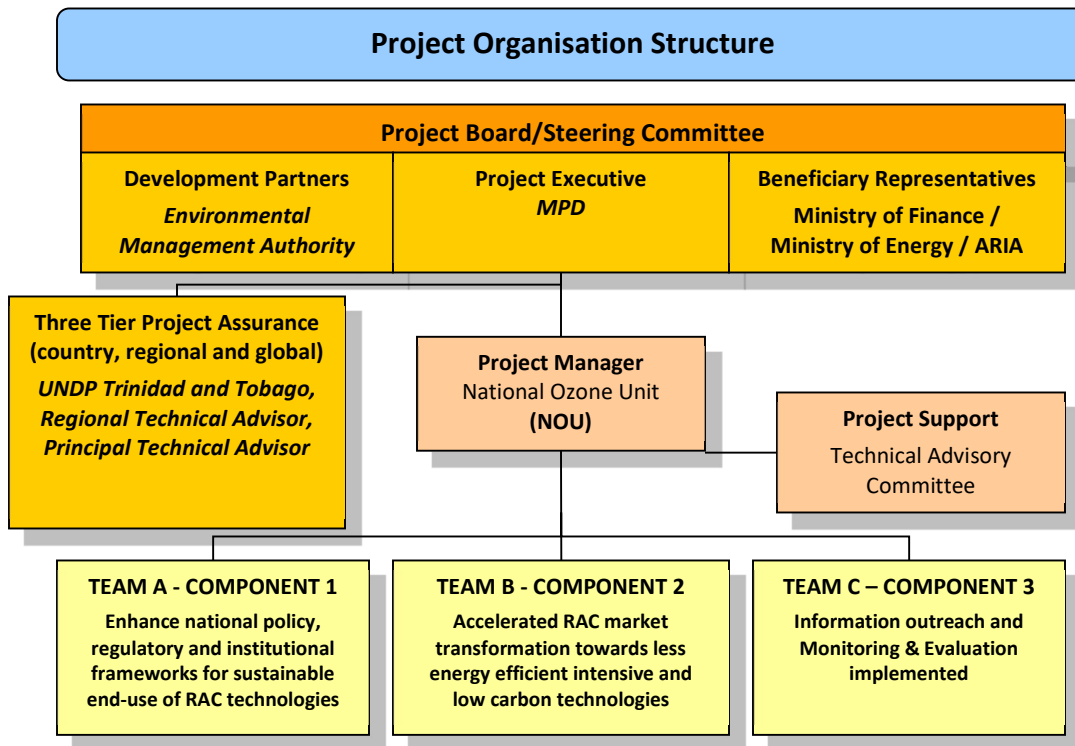 Project Organisation Structure
Project Board/Steering Committee
Development Partners
Environmental
Management Authority
Project Executive
MPD
Beneficiary Representatives
Ministry of Finance /
Ministry of Energy / ARIA
Three Tier Project Assurance
(country, regional and global)
UNDP Trinidad and Tobago,
Regional Technical Advisor,
Principal Technical Advisor
Project Manager
National Ozone Unit
(NOU)
Project Support
Technical Advisory
Committee
TEAM A - COMPONENT 1
Enhance national policy,
regulatory and institutional
frameworks for sustainable
end-use of RAC technologies
TEAM B - COMPONENT 2
Accelerated RAC market
transformation towards less
energy efficient intensive and
low carbon technologies
TEAM C – COMPONENT 3
Information outreach and
Monitoring & Evaluation
implemented